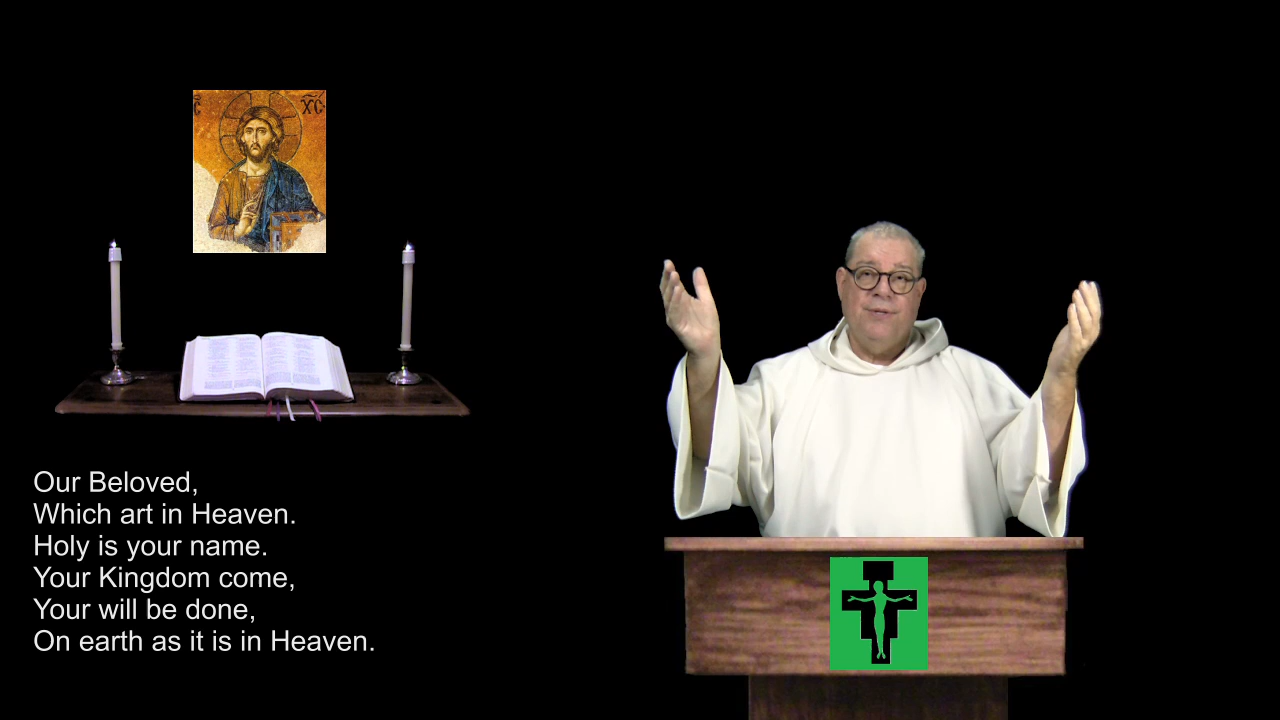 C XC
Our Beloved,
Which art in Heaven.
Holy is your name.
Your Kingdom come,
Your will be done,
On earth as it is in Heaven.